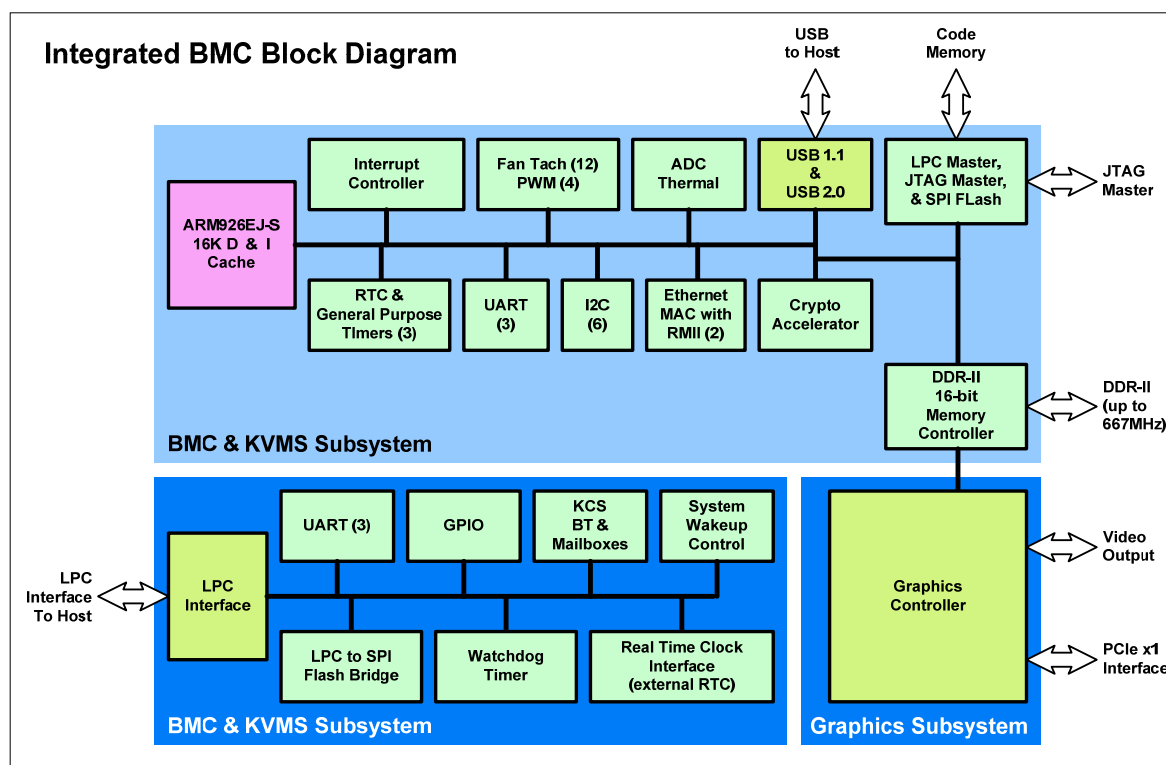 Integrated BMC Block Diagram
USB
to Host
Code
Memory
Interrupt
Controller
Fan Tach (12)
PWM (4)
ADC
Thermal
USB 1.1
&
USB 2.0
LPC Master,
JTAG Master,
& SPI FLash
JTAG
Master
ARM926EJ-S
16K D & I
Cache
RTC &
General Purpose
TImers (3)
UART
(3)
I2C
(6)
Ethernet
MAC with
RMII (2)
Crypto
Accelerator
DDR-II
16-bit
Memory
Controller
DDR-II
(up to
667MHz)
BMC & KVMS Subsystem
UART (3)
GPIO
KCS
BT &
Mailboxes
System
Wakeup
Control
LPC
Interface
To Host
LPC
Interface
LPC to SPI
Flash Bridge
Watchdog
Timer
Real Time Clock
Interface
(external RTC)
BMC & KVMS Subsystem
Graphics
Controller
Video
Output
PCIe x1
Interface
Graphics Subsystem